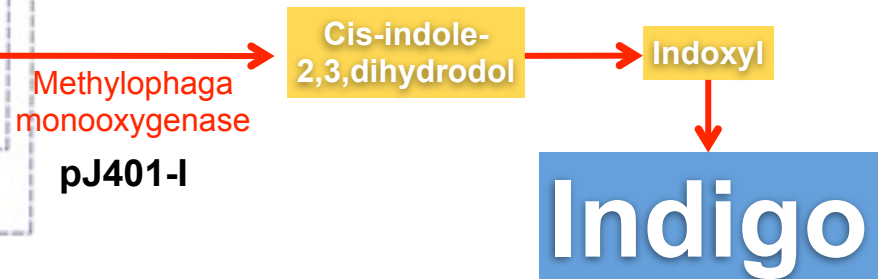 Cis-indole-
2,3,dihydrodol
Indoxyl
Methylophaga
monooxygenase
pJ401-I
Indigo